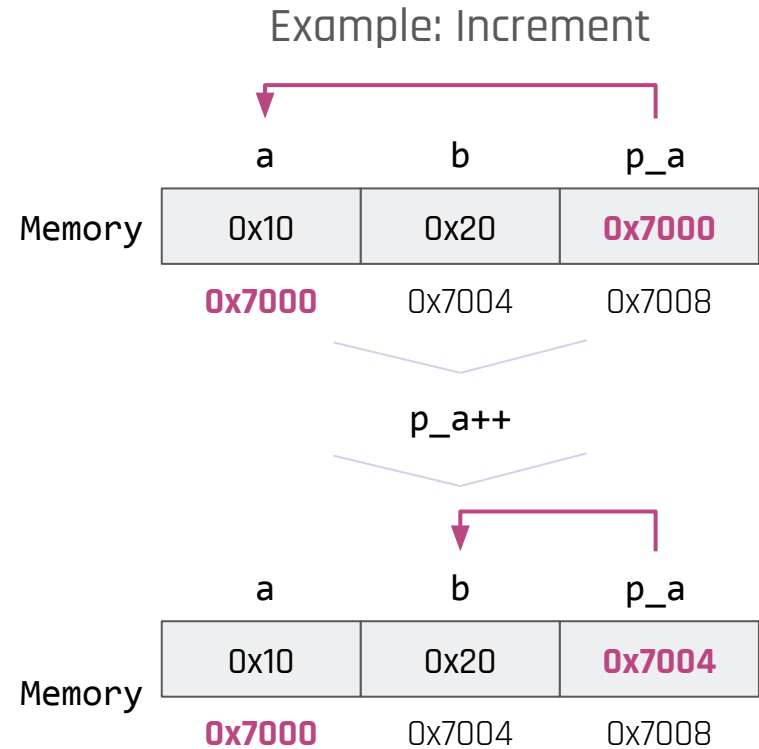 Example: Increment
a b p_a
Memory 0x10 0x20 0x7000
0x7000 0x7004 0x7008
p_a++
a b p_a
0x10 0x20 0x7004
Memory
0x7000 0x7004 0x7008